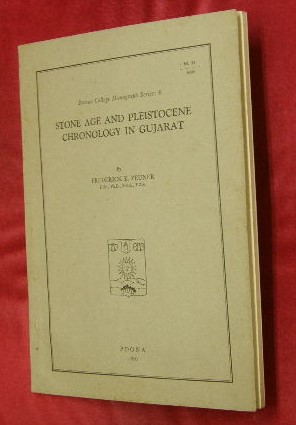 Deccan College Monograph Series: 6
STONE AGE AND PLEISTOCENE
CHRONOLOGY IN GUJARAT
By
FREDERICK E. ZEUNER
POONA